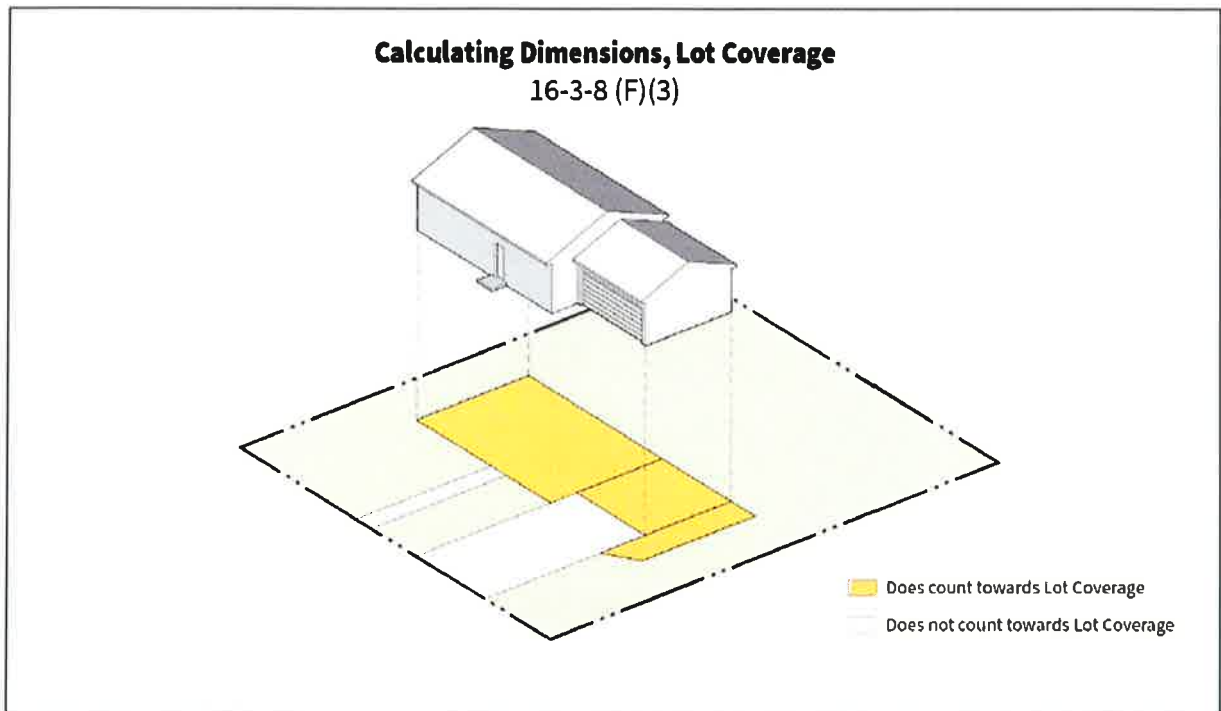 Calculating Dimensions, Lot Coverage
16-3-8 (F)(3)
Does count towards Lot Coverage
Does not count towards Lot Coverage